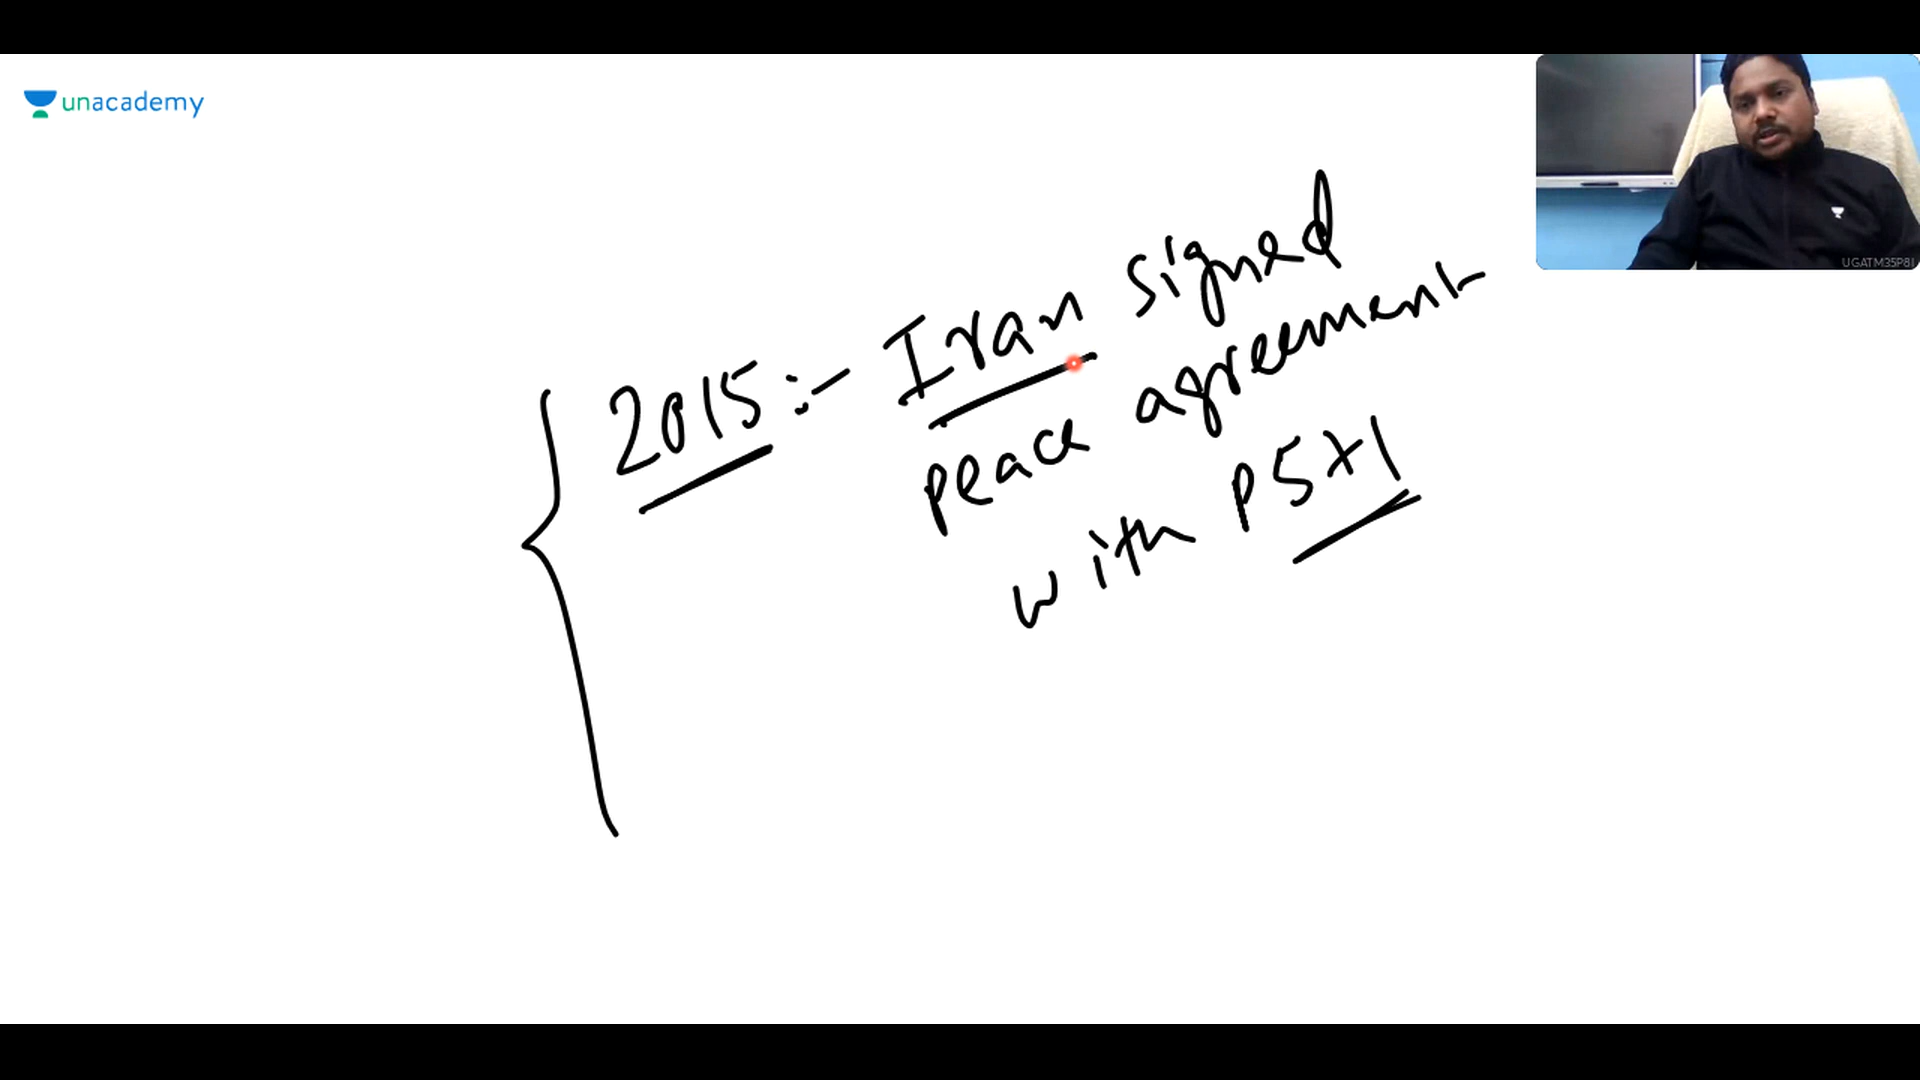 unacademy
UGATM35P8I
2015:- Iran signed
peace agreement
with P5+1